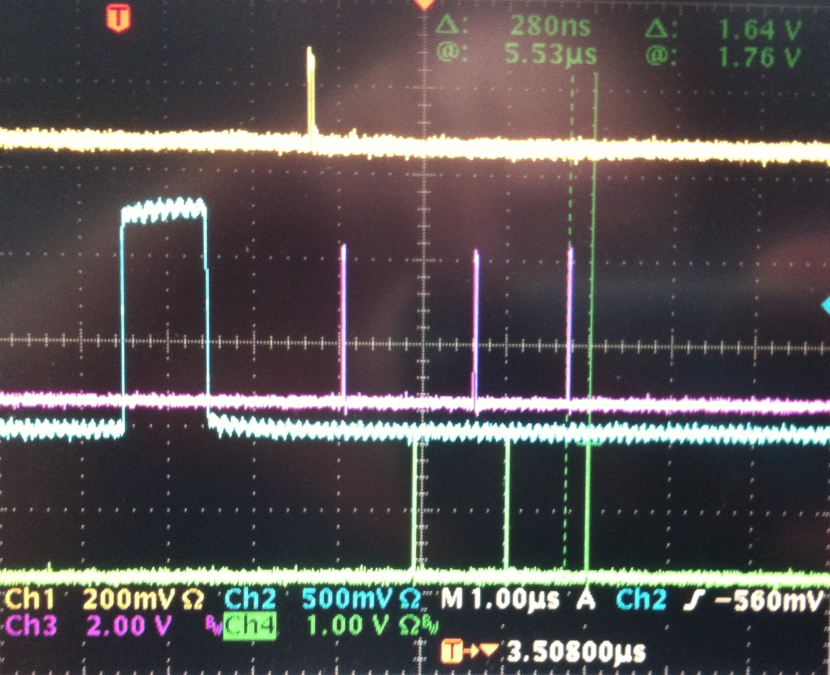 T
Δ: 280ns Δ: 1.64 V
@: 5.53µs @: 1.76 V
Ch1 200mV Ω Ch2 500mV Ω M 1.00µs A Ch2 ƒ -560mV
Ch3 2.00 V BW Ch4 1.00 V Ω BW
T→▼ 3.50800µs